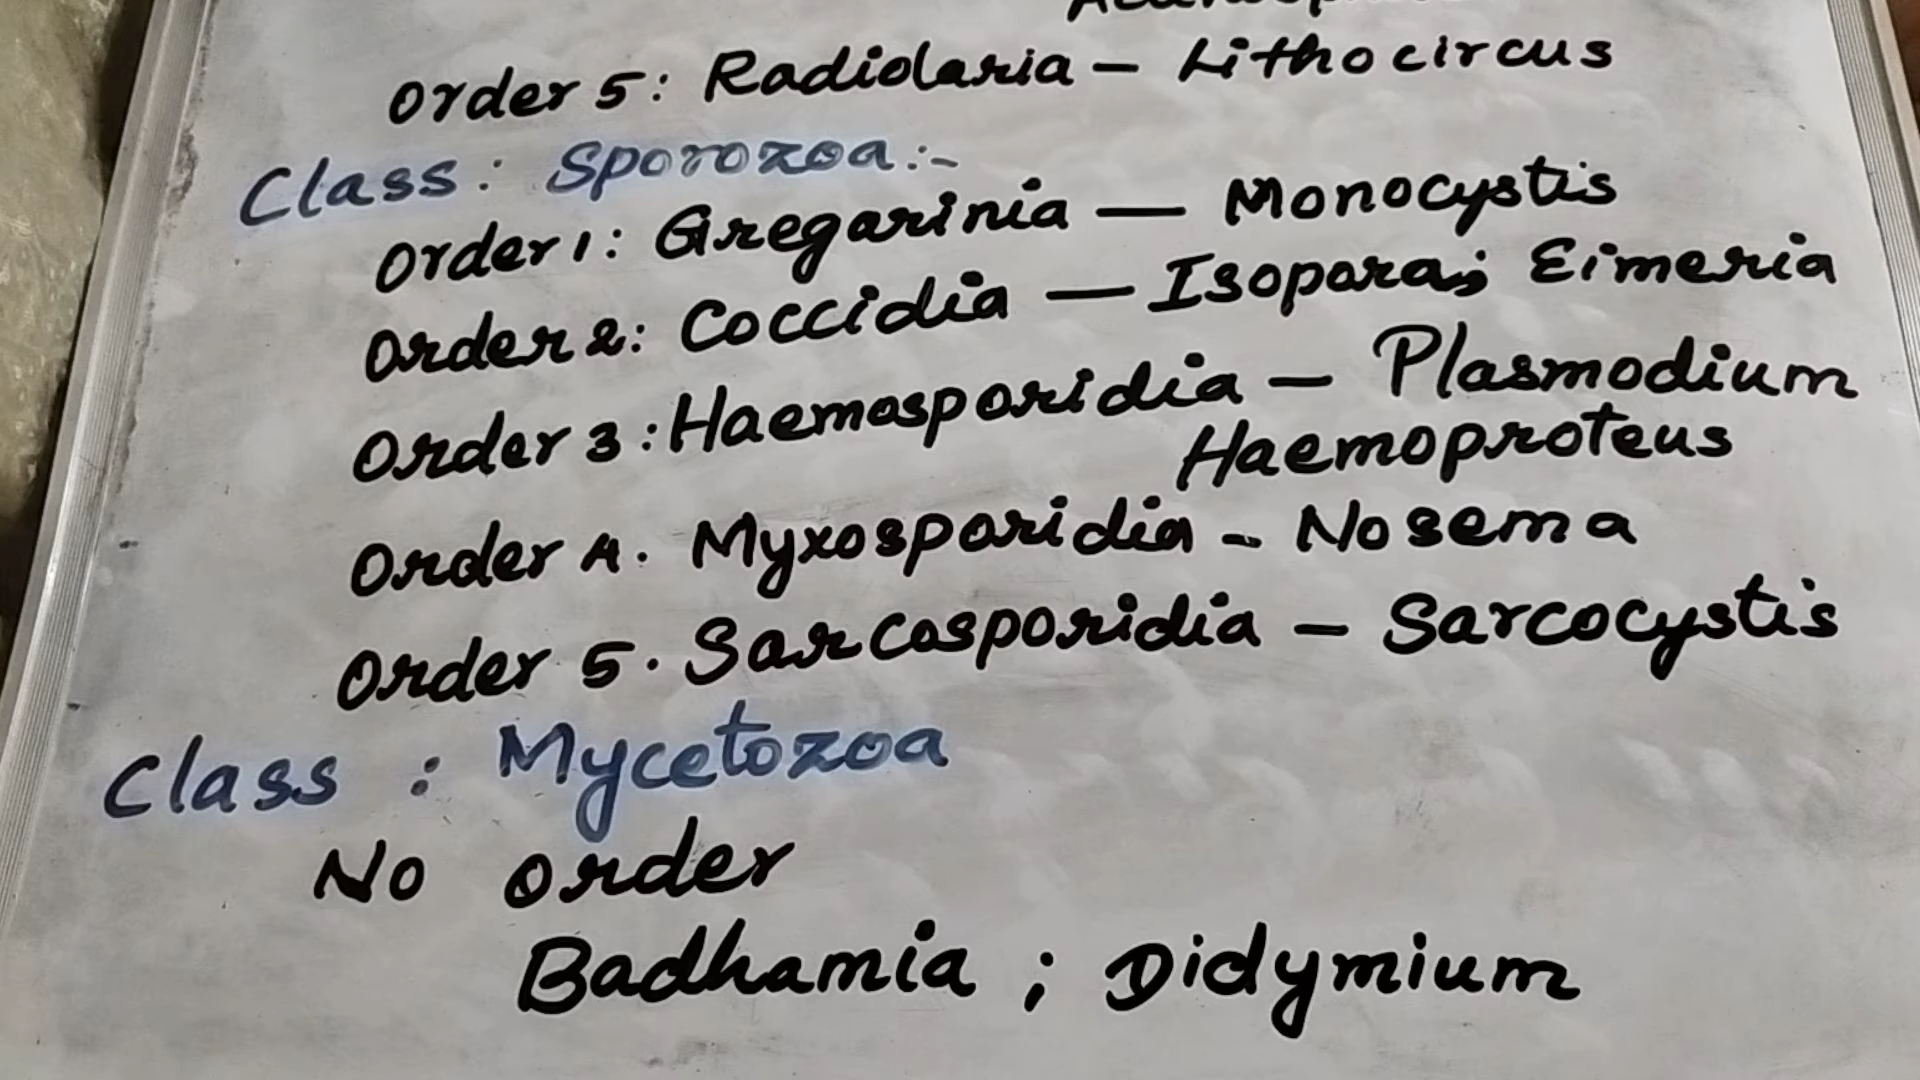 Order 5: Radiolaria - Lithocircus
Class: Sporozoa:-
Order 1: Gregarinia — Monocystis
Order 2: Coccidia — Isopora; Eimeria
Order 3: Haemosporidia - Plasmodium
Haemoproteus
Order 4. Myxosporidia - Nosema
Order 5. Sarcosporidia - Sarcocystis
Class : Mycetozoa
No order
Badhamia ; Didymium